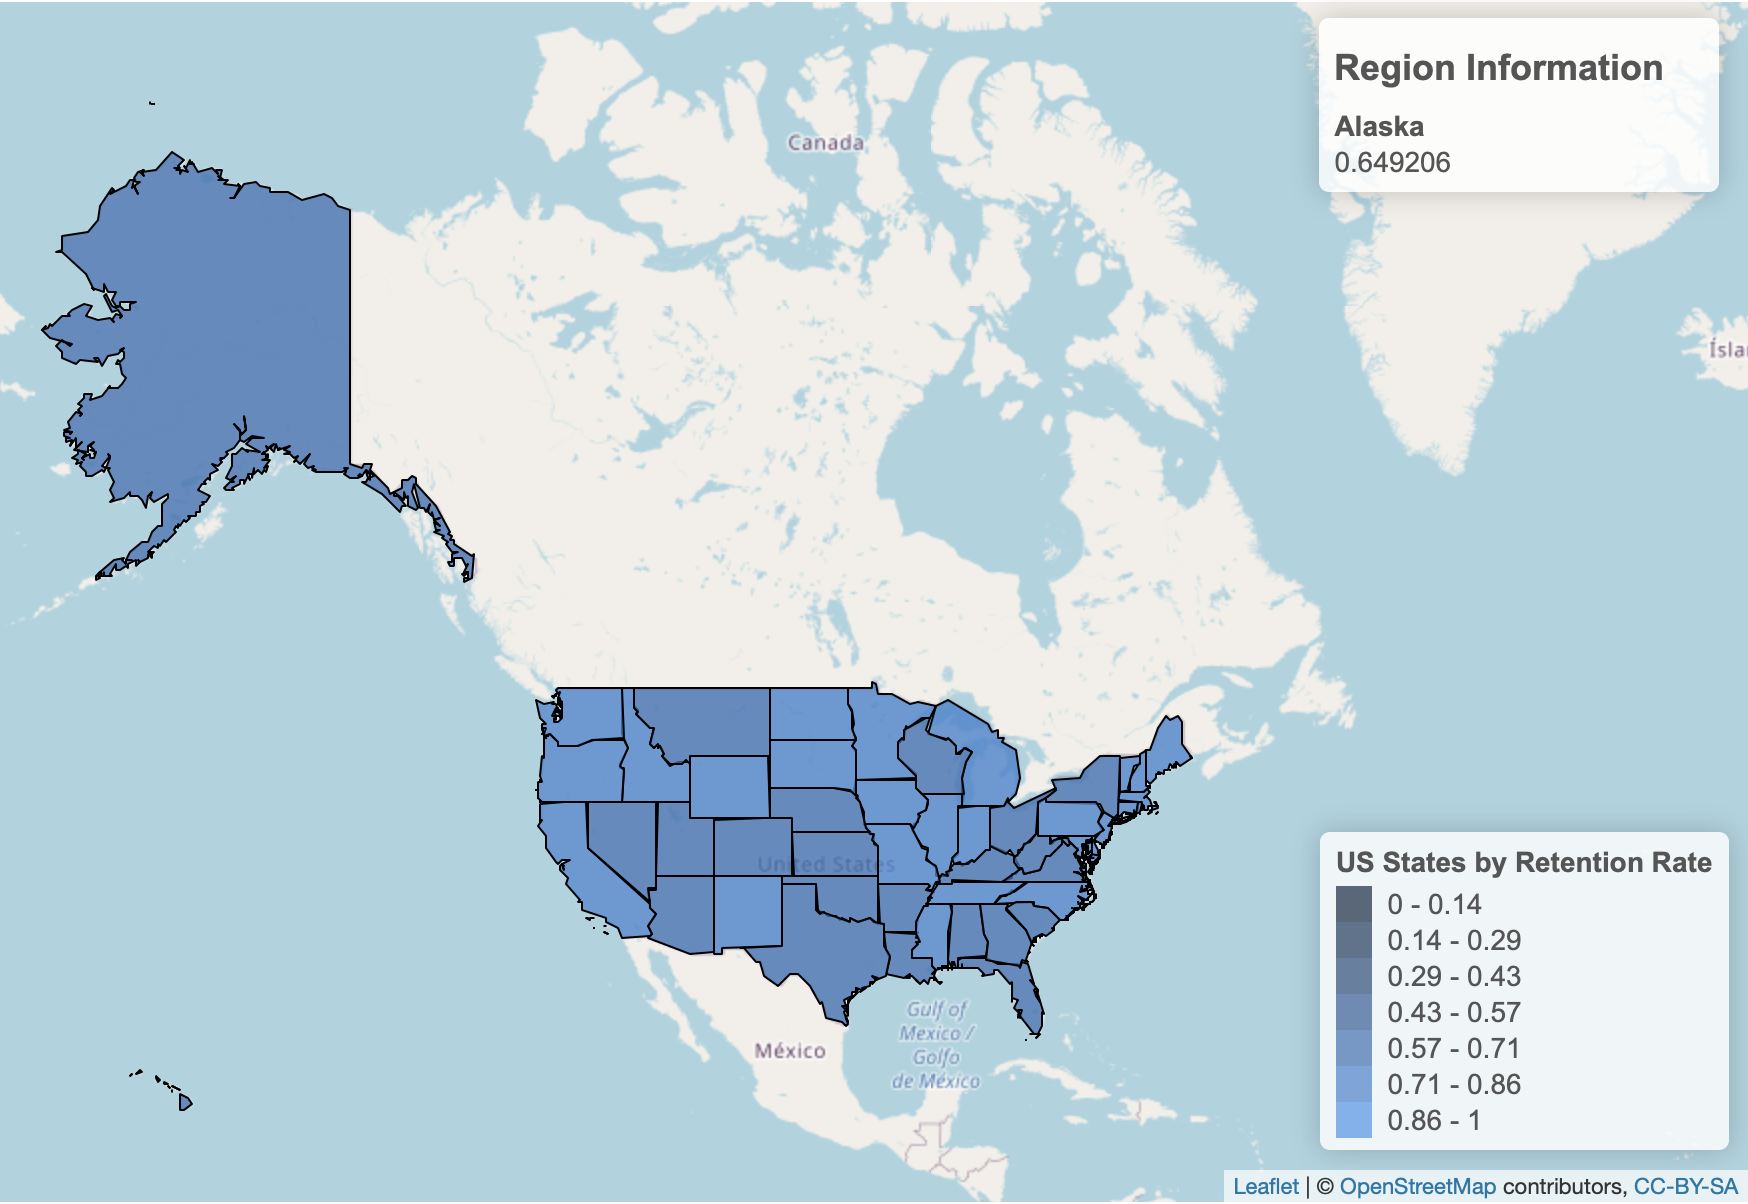 Region Information
Alaska
0.649206
Canada
Ísla
United States
Gulf of
Mexico /
Golfo
de México
México
US States by Retention Rate
0 - 0.14
0.14 - 0.29
0.29 - 0.43
0.43 - 0.57
0.57 - 0.71
0.71 - 0.86
0.86 - 1
Leaflet | © OpenStreetMap contributors, CC-BY-SA